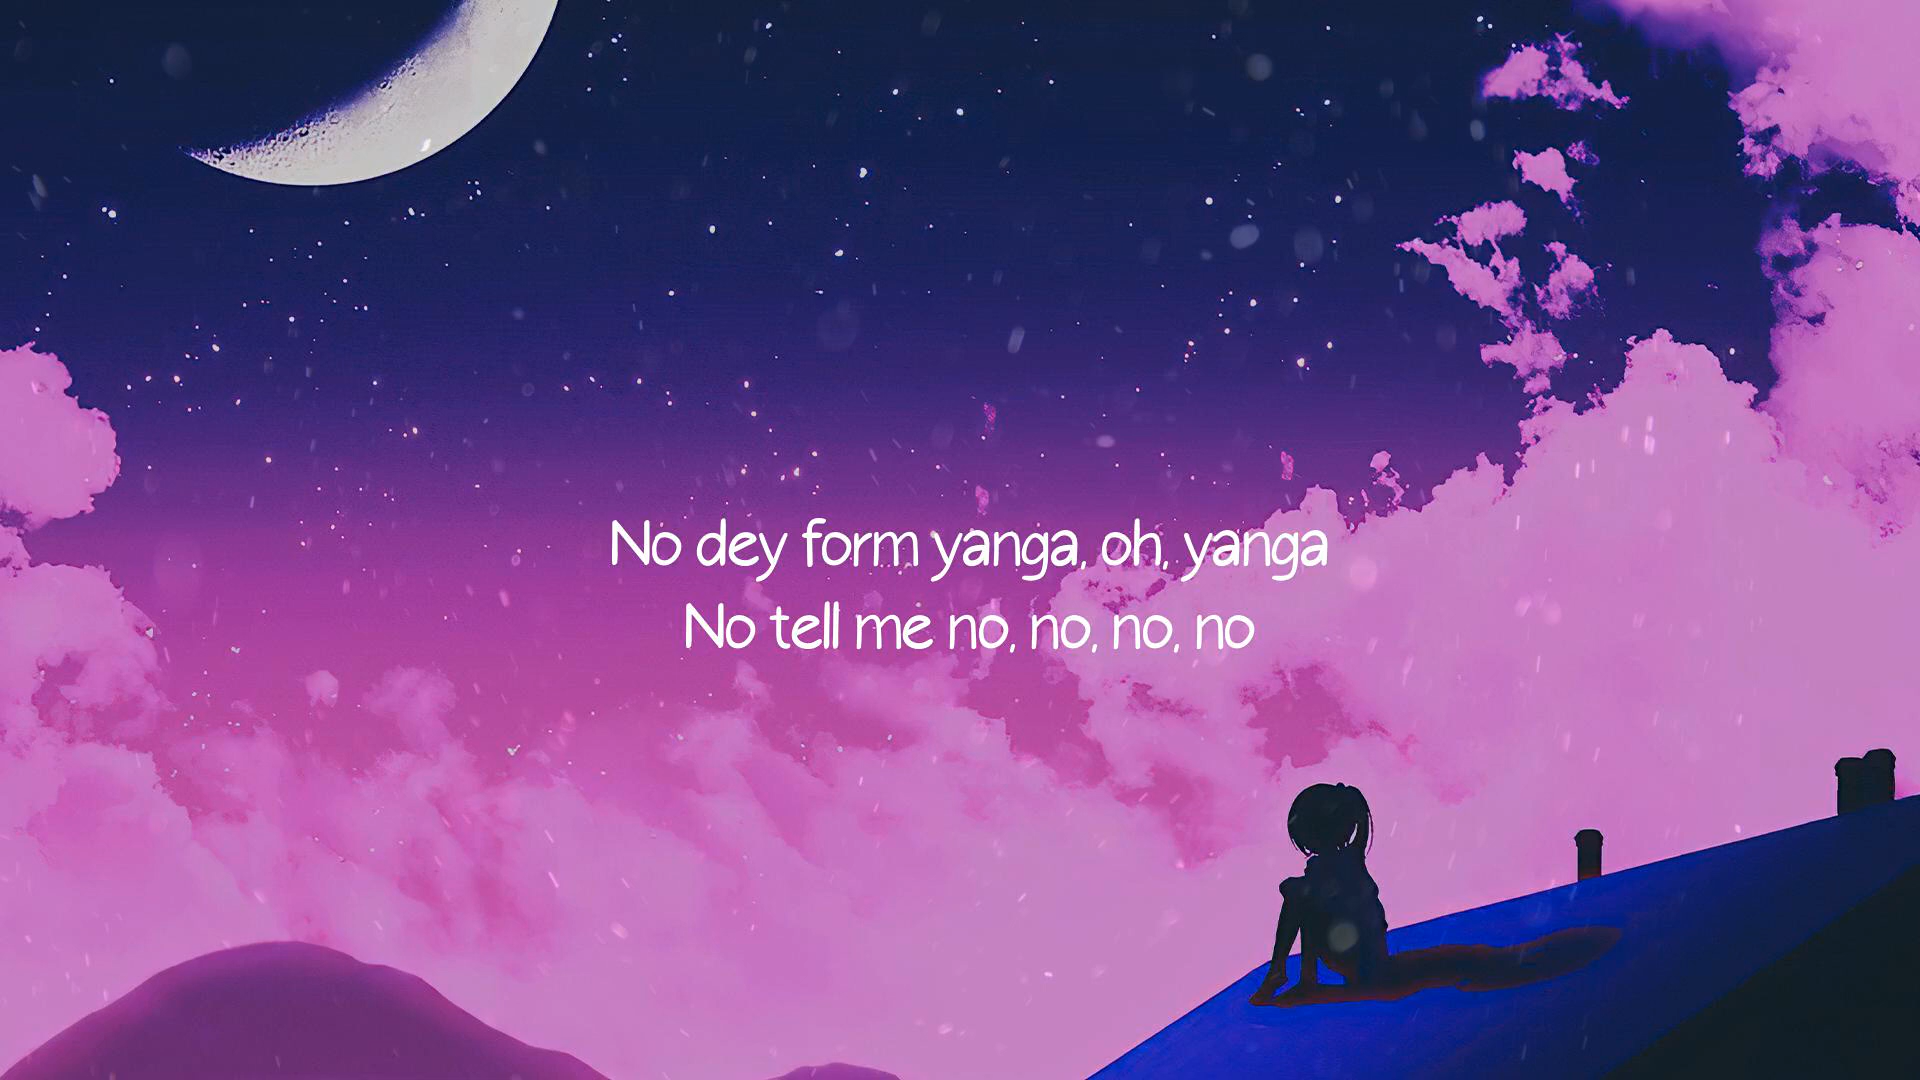 No dey form yanga, oh, yanga
No tell me no, no, no, no